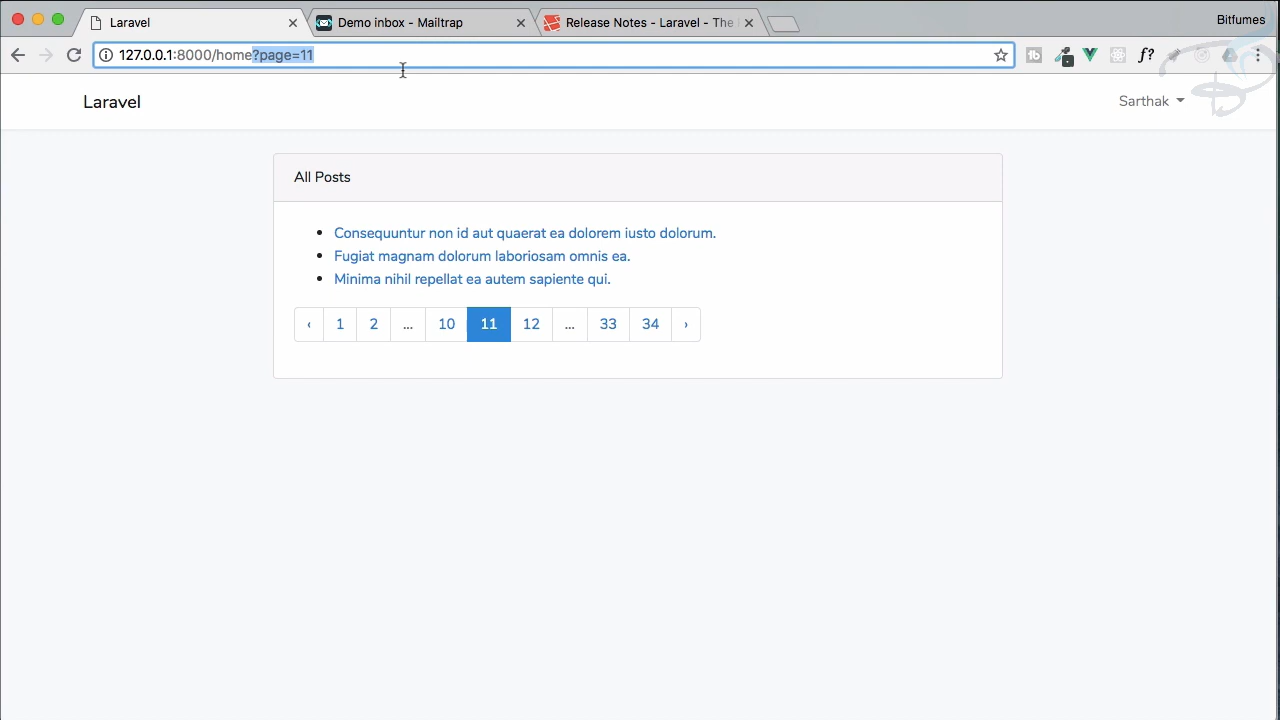 Laravel
Demo inbox - Mailtrap
Release Notes - Laravel - The
Bitfumes
127.0.0.1:8000/home?page=11
f?
Laravel
Sarthak
All Posts
Consequuntur non id aut quaerat ea dolorem iusto dolorum.
Fugiat magnam dolorum laboriosam omnis ea.
Minima nihil repellat ea autem sapiente qui.
‹ 1 2 ... 10 11 12 ... 33 34 ›